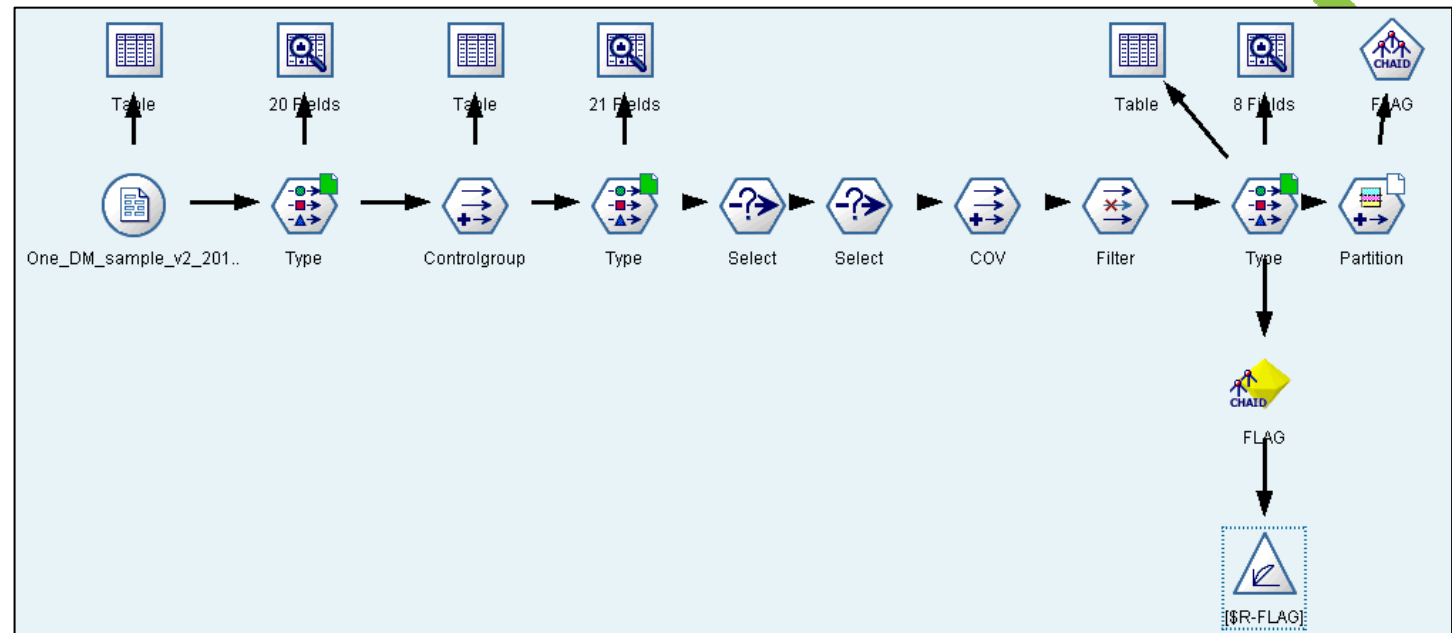 Table
20 Fields
Table
21 Fields
Table
8 Fields
CHAID
FLAG
One_DM_sample_v2_201..
Type
Controlgroup
Type
Select
Select
COV
Filter
Type
Partition
CHAID
FLAG
[$R-FLAG]